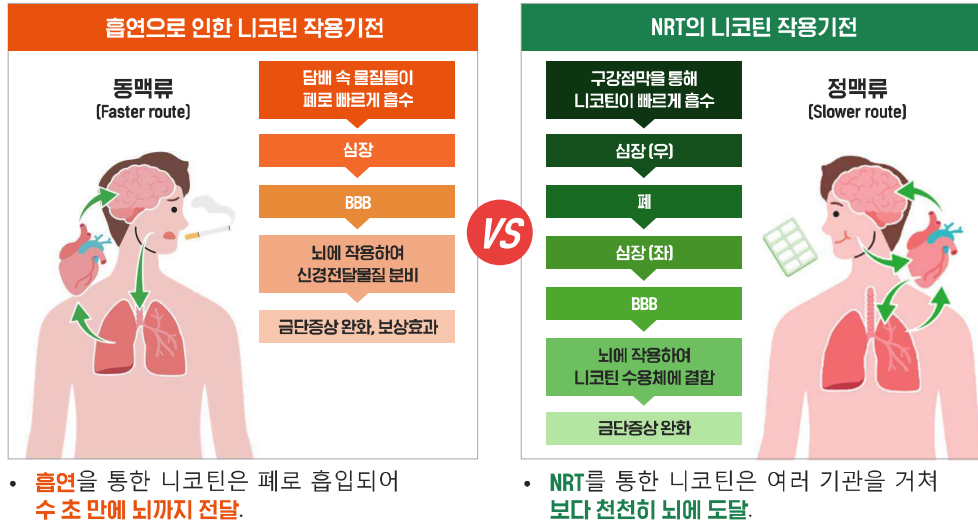 흡연으로 인한 니코틴 작용기전
동맥류
(Faster route)
담배 속 물질들이
폐로 빠르게 흡수
심장
BBB
뇌에 작용하여
신경전달물질 분비
금단증상 완화, 보상효과
• 흡연을 통한 니코틴은 폐로 흡입되어
수 초 만에 뇌까지 전달.
VS
NRT의 니코틴 작용기전
구강점막을 통해
니코틴이 빠르게 흡수
심장 (우)
폐
심장 (좌)
BBB
뇌에 작용하여
니코틴 수용체에 결합
금단증상 완화
정맥류
(Slower route)
• NRT를 통한 니코틴은 여러 기관을 거쳐
보다 천천히 뇌에 도달.